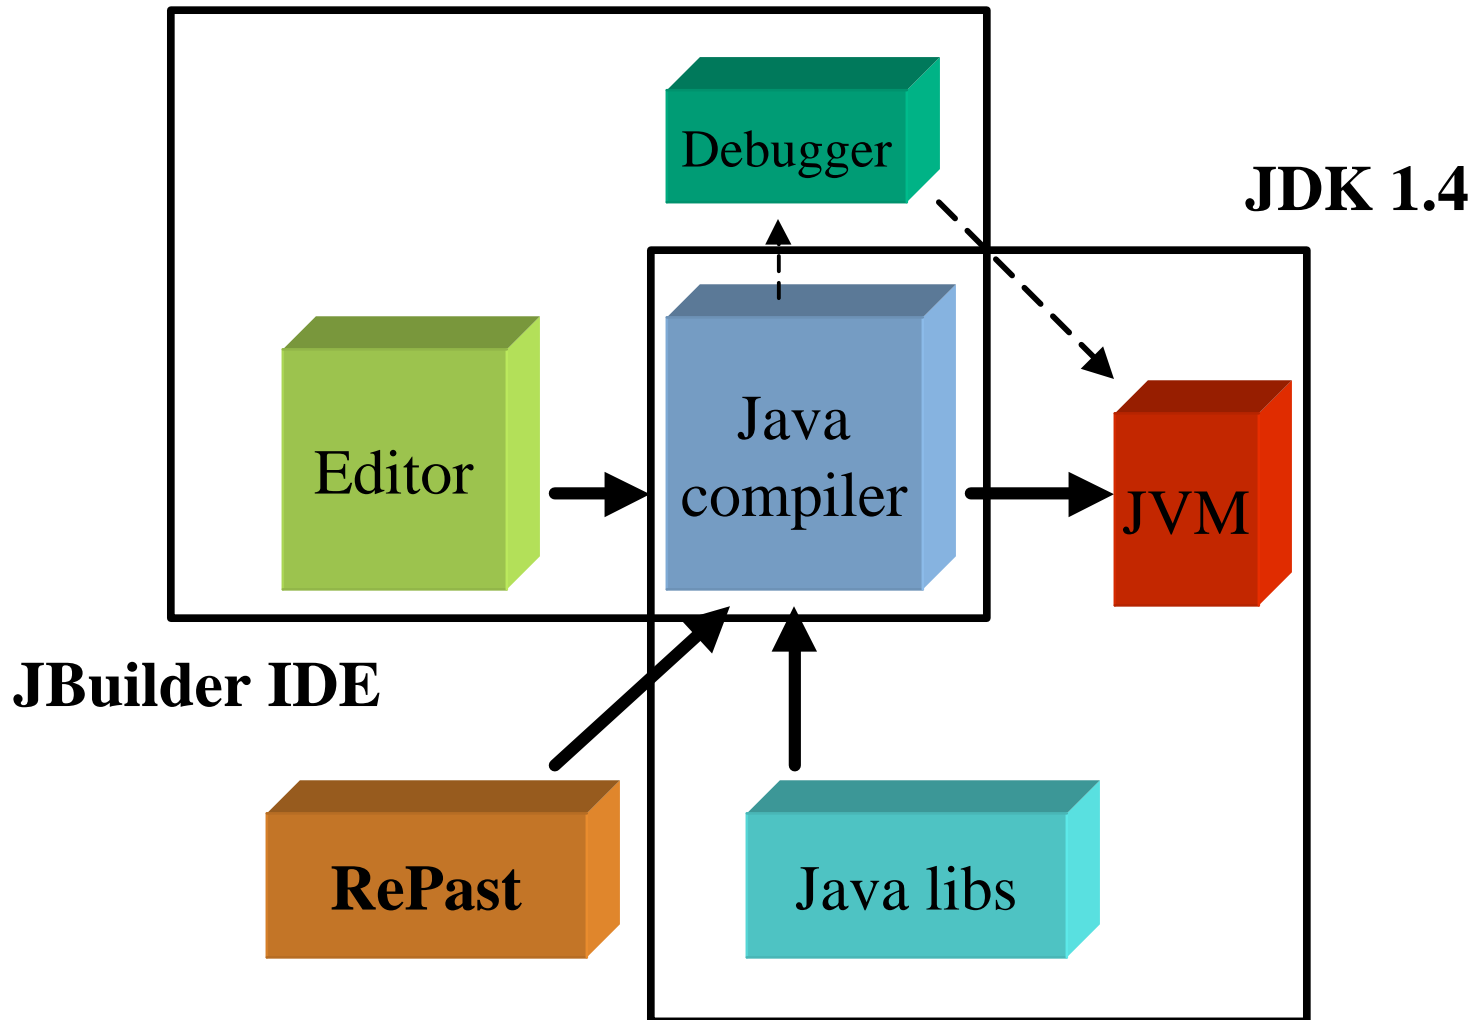 Debugger
JDK 1.4
Java
compiler
Editor
JVM
JBuilder IDE
RePast
Java libs